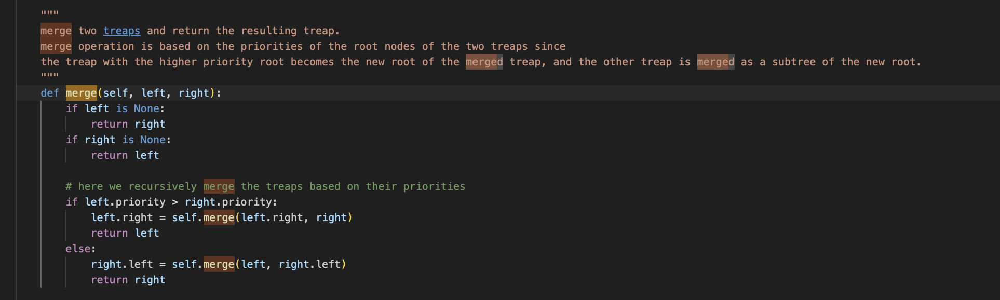 """
merge two treaps and return the resulting treap.
merge operation is based on the priorities of the root nodes of the two treaps since
the treap with the higher priority root becomes the new root of the merged treap, and the other treap is merged as a subtree of the new root.
"""
def merge(self, left, right):
    if left is None:
        return right
    if right is None:
        return left

    # here we recursively merge the treaps based on their priorities
    if left.priority > right.priority:
        left.right = self.merge(left.right, right)
        return left
    else:
        right.left = self.merge(left, right.left)
        return right